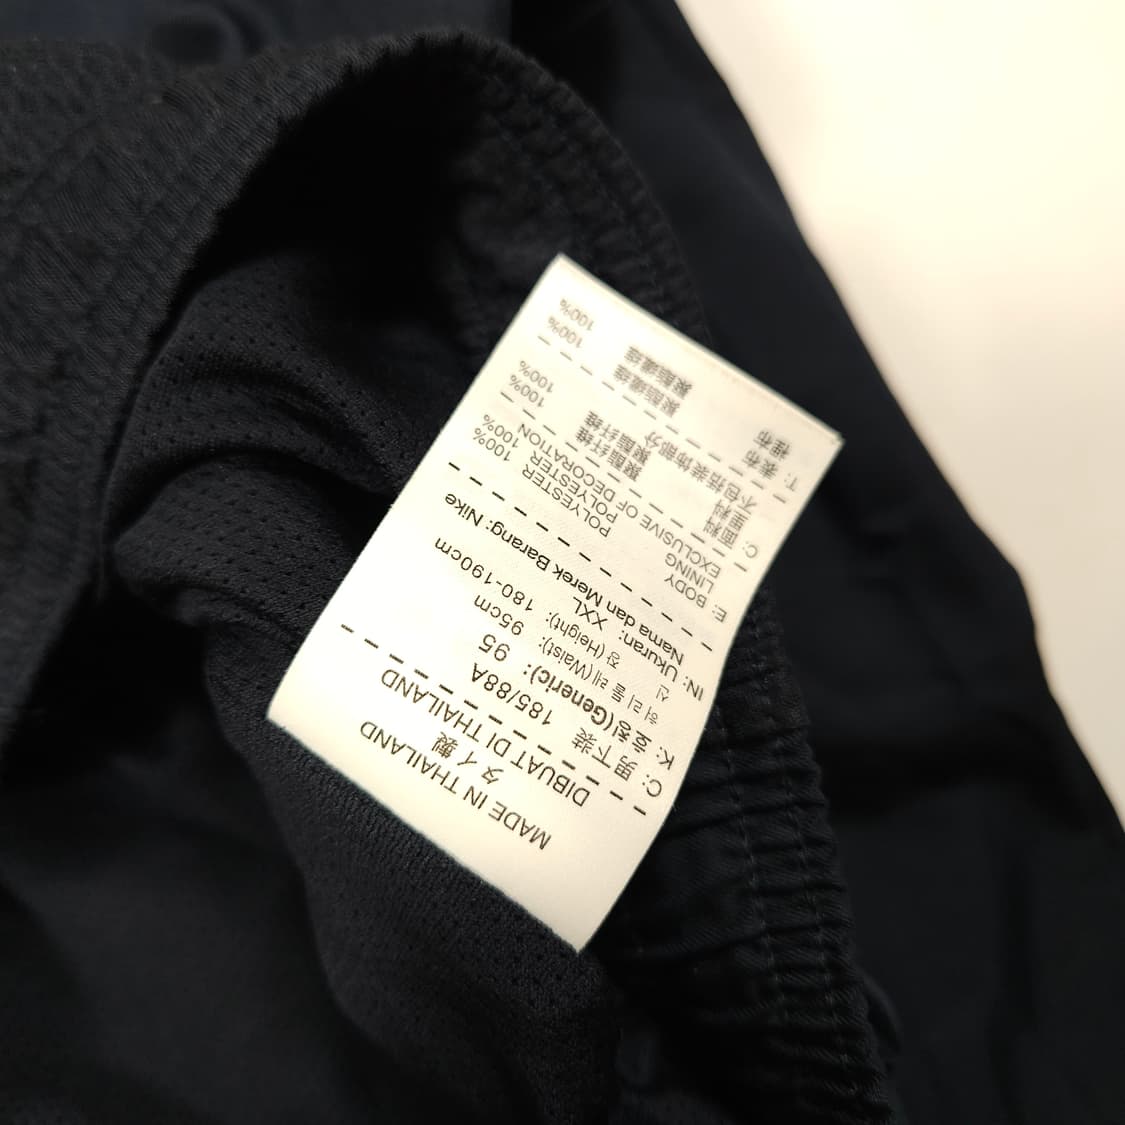 MADE IN THAILAND
タイ製
DIBUAT DI THAILAND
C: 男下装 185/88A
K: 호칭(Generic): 95
허리둘레(Waist): 95cm
신 장(Height): 180-190cm
IN: Ukuran: XXL
Nama dan Merek Barang: Nike
E: BODY POLYESTER 100%
LINING POLYESTER 100%
EXCLUSIVE OF DECORATION
C: 面料 聚酯纤维 100%
里料 聚酯纤维 100%
不包括装饰部分
T: 表布 聚酯纖維 100%
裡布 聚酯纖維 100%